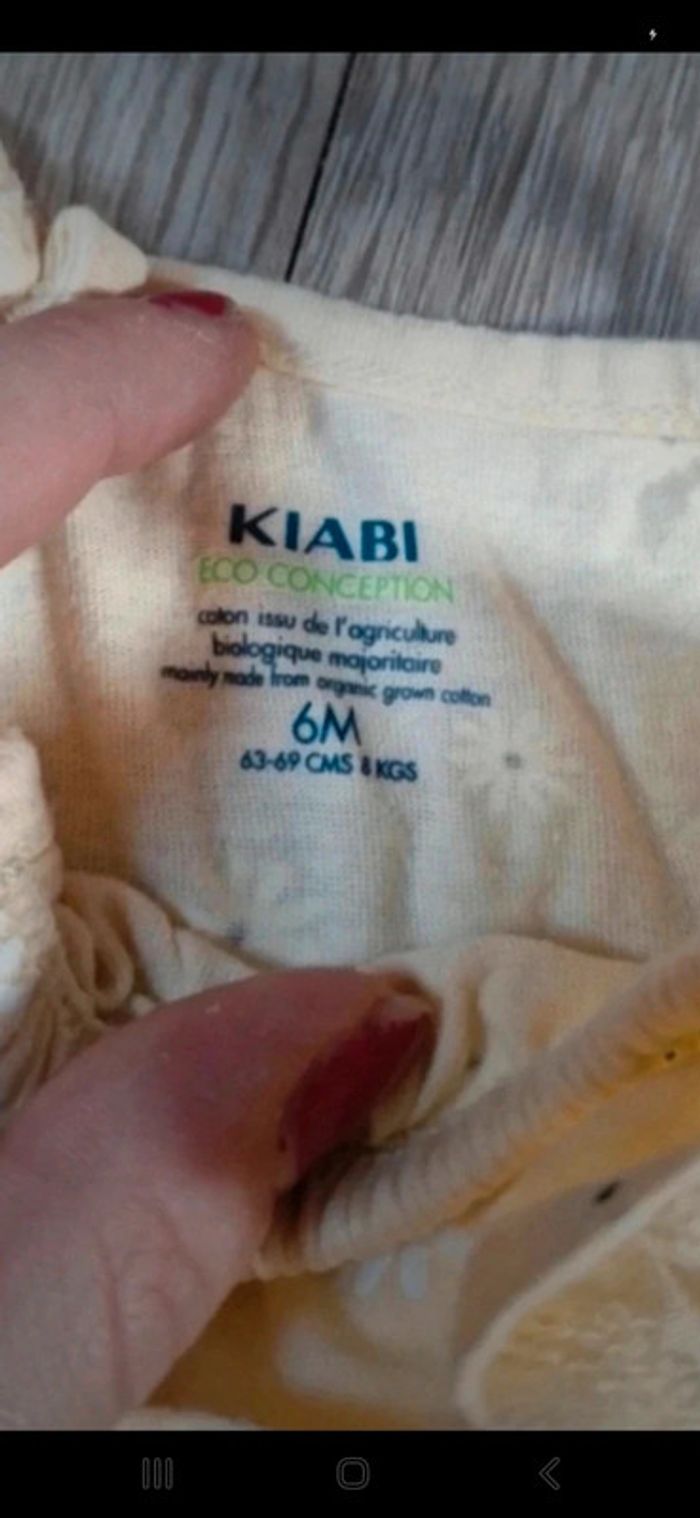 KIABI
ECO CONCEPTION
coton issu de l'agriculture
biologique majoritaire
mainly made from organic grown cotton
6M
63-69 CMS 8 KGS